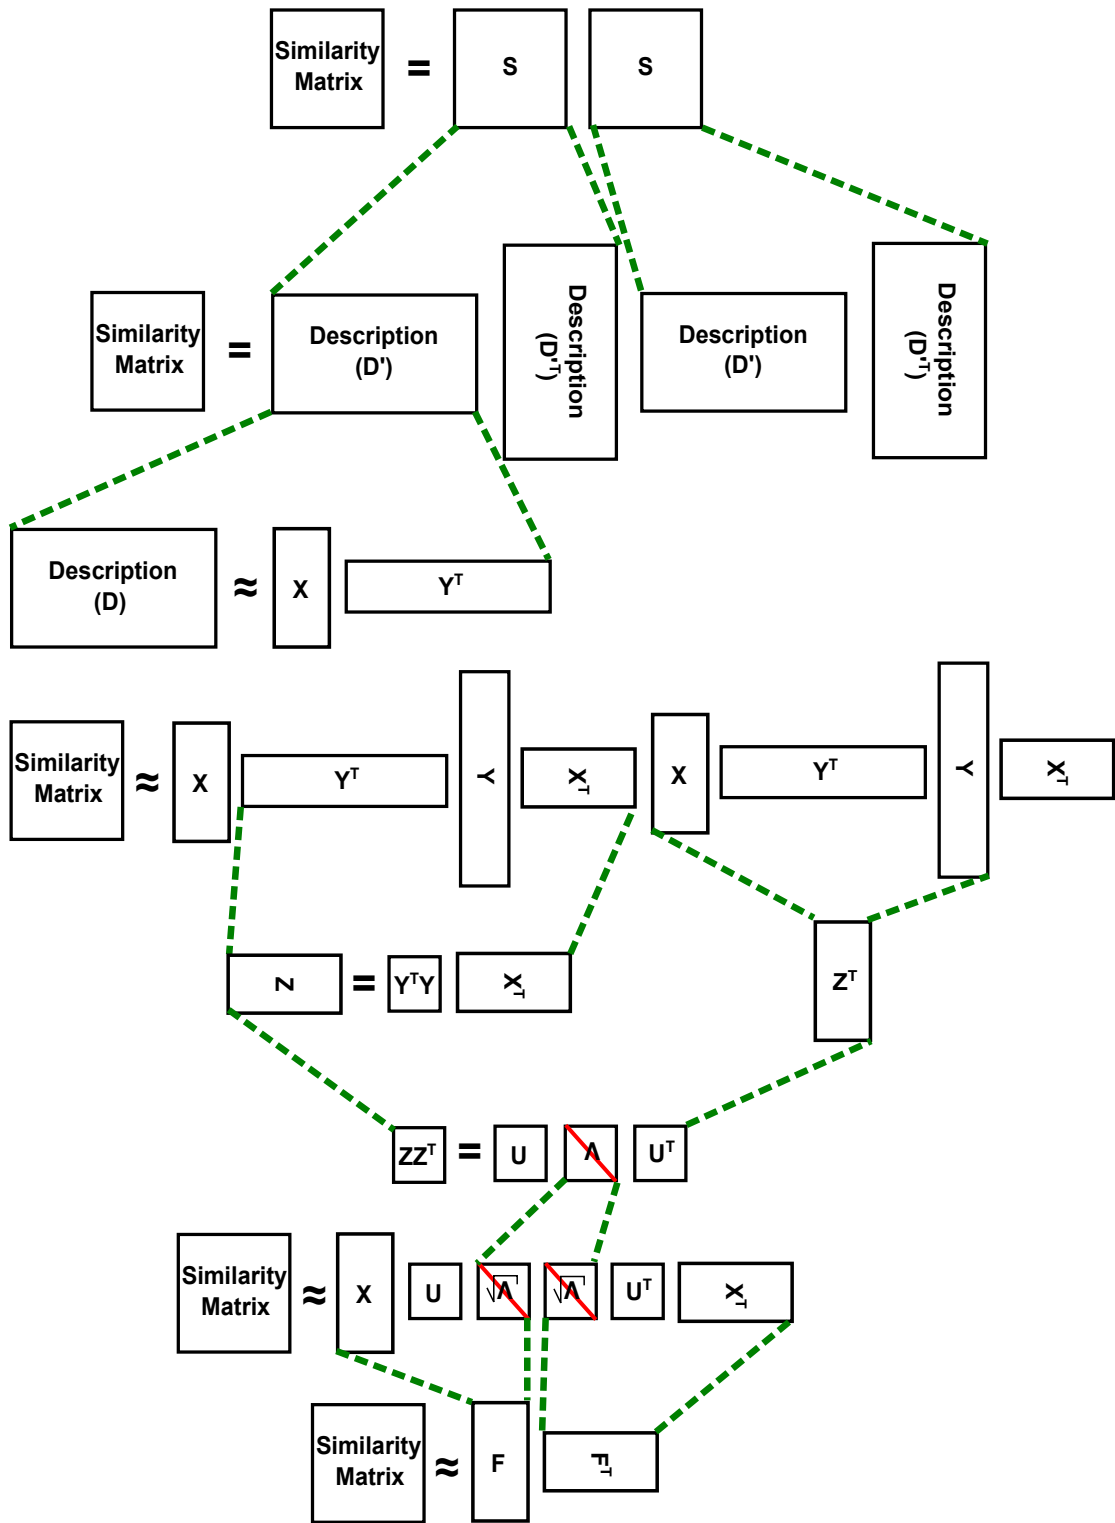 Similarity Matrix = S S
Similarity Matrix = Description (D') Description (D'ᵀ) Description (D') Description (D'ᵀ)
Description (D) ≈ X Yᵀ
Similarity Matrix ≈ X Yᵀ Y Xᵀ X Yᵀ Y Xᵀ
Z = YᵀY Xᵀ Zᵀ
ZZᵀ = U Λ Uᵀ
Similarity Matrix ≈ X U √Λ √Λ Uᵀ Xᵀ
Similarity Matrix ≈ F Fᵀ